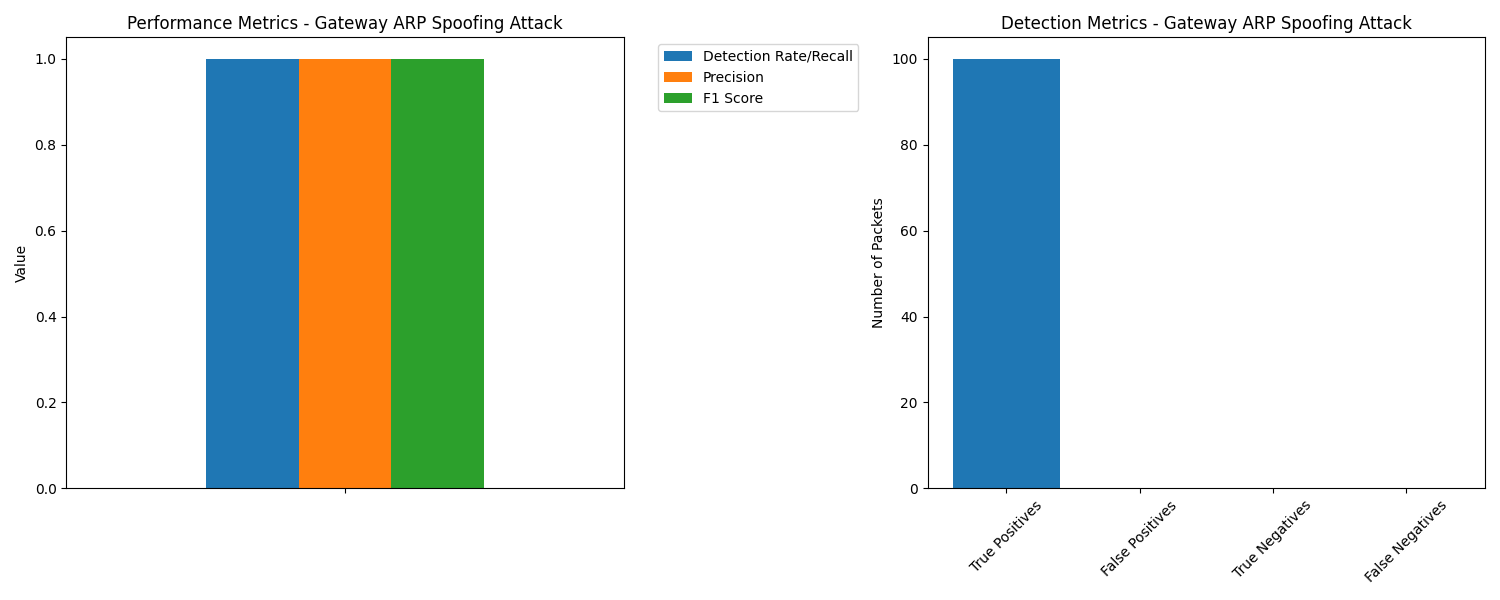 Performance Metrics - Gateway ARP Spoofing Attack
Value
1.0
0.8
0.6
0.4
0.2
0.0
Detection Rate/Recall
Precision
F1 Score
Detection Metrics - Gateway ARP Spoofing Attack
Number of Packets
100
80
60
40
20
0
True Positives
False Positives
True Negatives
False Negatives